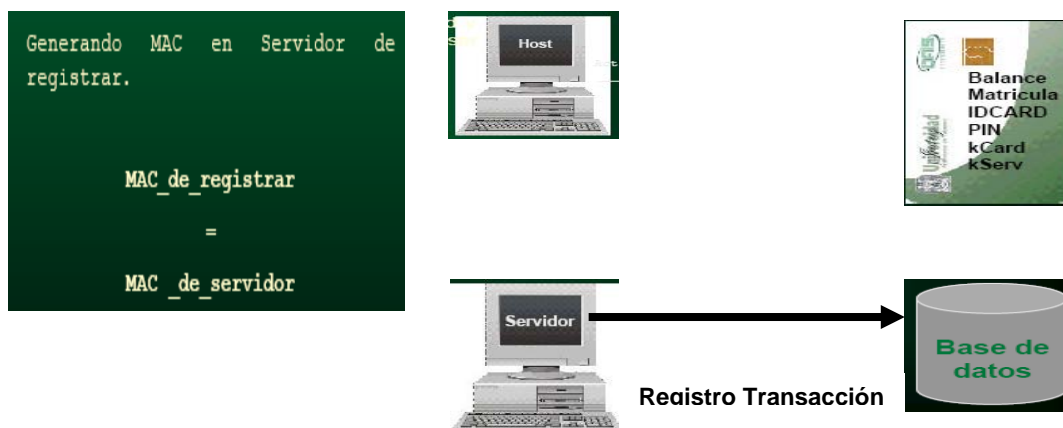 Generando MAC en Servidor de
registrar.
MAC_de_registrar
=
MAC _de_servidor
Host
Balance
Matricula
IDCARD
PIN
kCard
kServ
Servidor
Registro Transacción
Base de
datos